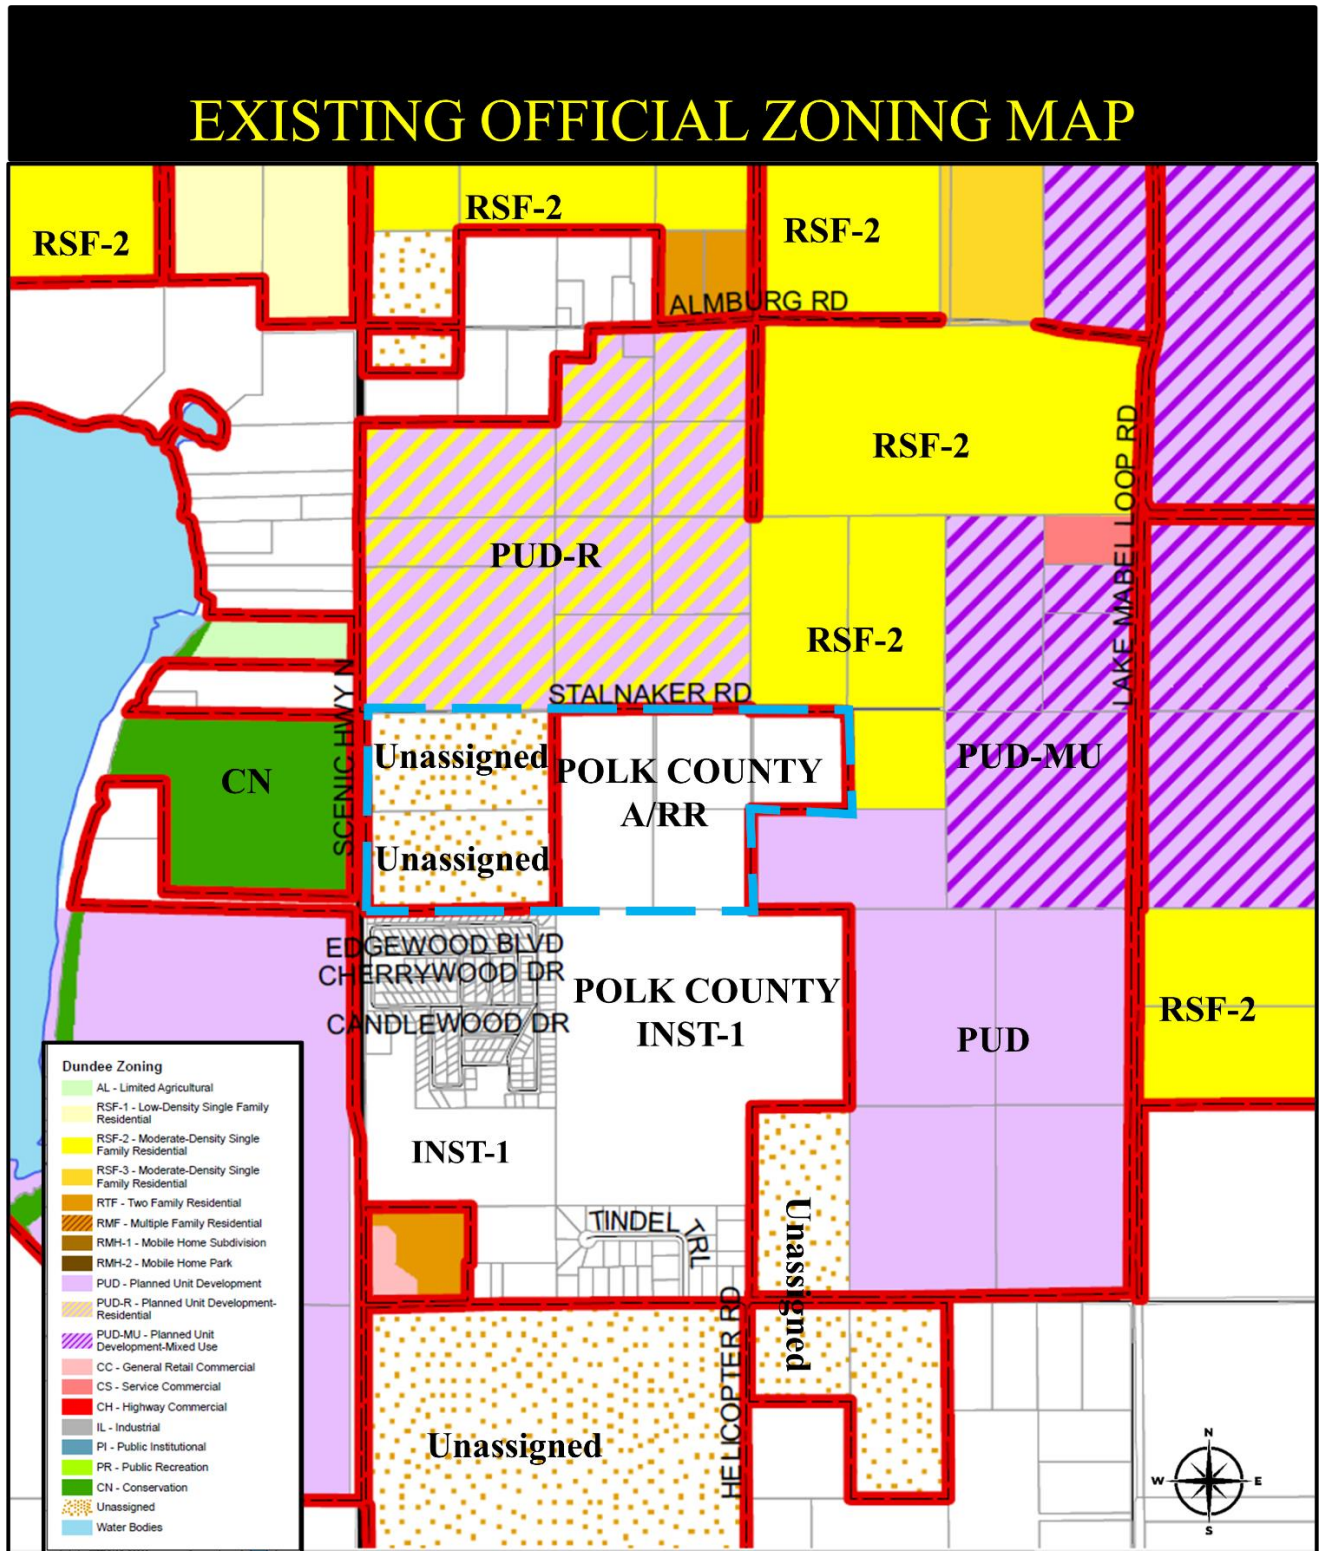 EXISTING OFFICIAL ZONING MAP
RSF-2
RSF-2
RSF-2
ALMBURG RD
RSF-2
LAKE MABEL LOOP RD
PUD-R
RSF-2
STALNAKER RD
SCENIC HWY N
CN
Unassigned
POLK COUNTY
A/RR
PUD-MU
Unassigned
EDGEWOOD BLVD
CHERRYWOOD DR
CANDLEWOOD DR
POLK COUNTY
INST-1
PUD
RSF-2
INST-1
TINDEL TRL
Unassigned
HELICOPTER RD
Unassigned
Dundee Zoning
AL - Limited Agricultural
RSF-1 - Low-Density Single Family
Residential
RSF-2 - Moderate-Density Single
Family Residential
RSF-3 - Moderate-Density Single
Family Residential
RTF - Two Family Residential
RMF - Multiple Family Residential
RMH-1 - Mobile Home Subdivision
RMH-2 - Mobile Home Park
PUD - Planned Unit Development
PUD-R - Planned Unit Development-
Residential
PUD-MU - Planned Unit
Development-Mixed Use
CC - General Retail Commercial
CS - Service Commercial
CH - Highway Commercial
IL - Industrial
PI - Public Institutional
PR - Public Recreation
CN - Conservation
Unassigned
Water Bodies
N
W
E
S